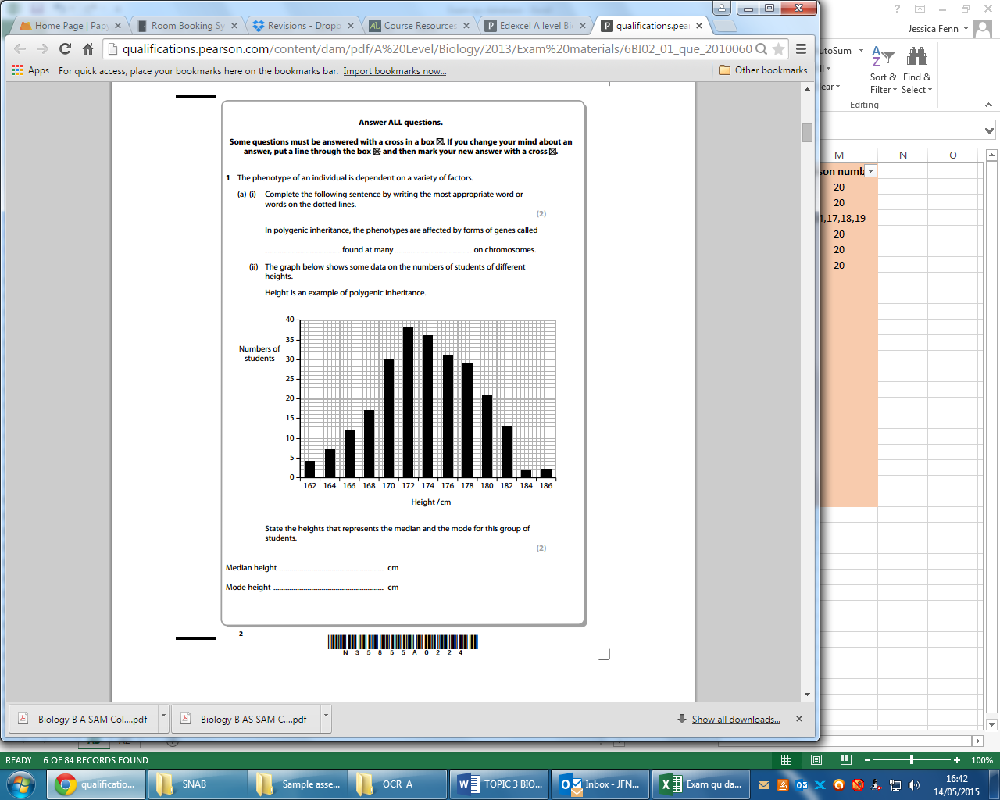 Home Page | Papy
Room Booking Sy
Revisions - Dropb
Course Resources
Edexcel A level Bi
qualifications.pear
qualifications.pearson.com/content/dam/pdf/A%20Level/Biology/2013/Exam%20materials/6BI02_01_que_2010060
Apps
For quick access, place your bookmarks here on the bookmarks bar. Import bookmarks now...
Other bookmarks
Jessica Fenn
utoSum
Sort & Filter
Find & Select
ear
Editing
M N O
son numb
20
20
4,17,18,19
20
20
20
Answer ALL questions.
Some questions must be answered with a cross in a box ☒. If you change your mind about an
answer, put a line through the box and then mark your new answer with a cross ☒.
1 The phenotype of an individual is dependent on a variety of factors.
(a) (i) Complete the following sentence by writing the most appropriate word or
words on the dotted lines.
(2)
In polygenic inheritance, the phenotypes are affected by forms of genes called
found at many on chromosomes.
(ii) The graph below shows some data on the numbers of students of different
heights.
Height is an example of polygenic inheritance.
Numbers of
students
40
35
30
25
20
15
10
5
0
162 164 166 168 170 172 174 176 178 180 182 184 186
Height/cm
State the heights that represents the median and the mode for this group of
students.
(2)
Median height cm
Mode height cm
2
N 3 5 8 5 5 A 0 2 2 4
Biology B A SAM Col....pdf
Biology B AS SAM C....pdf
Show all downloads...
READY 6 OF 84 RECORDS FOUND
100%
qualificatio...
SNAB
Sample asse...
OCR A
TOPIC 3 BIO...
Inbox - JFN...
Exam qu da...
16:42
14/05/2015